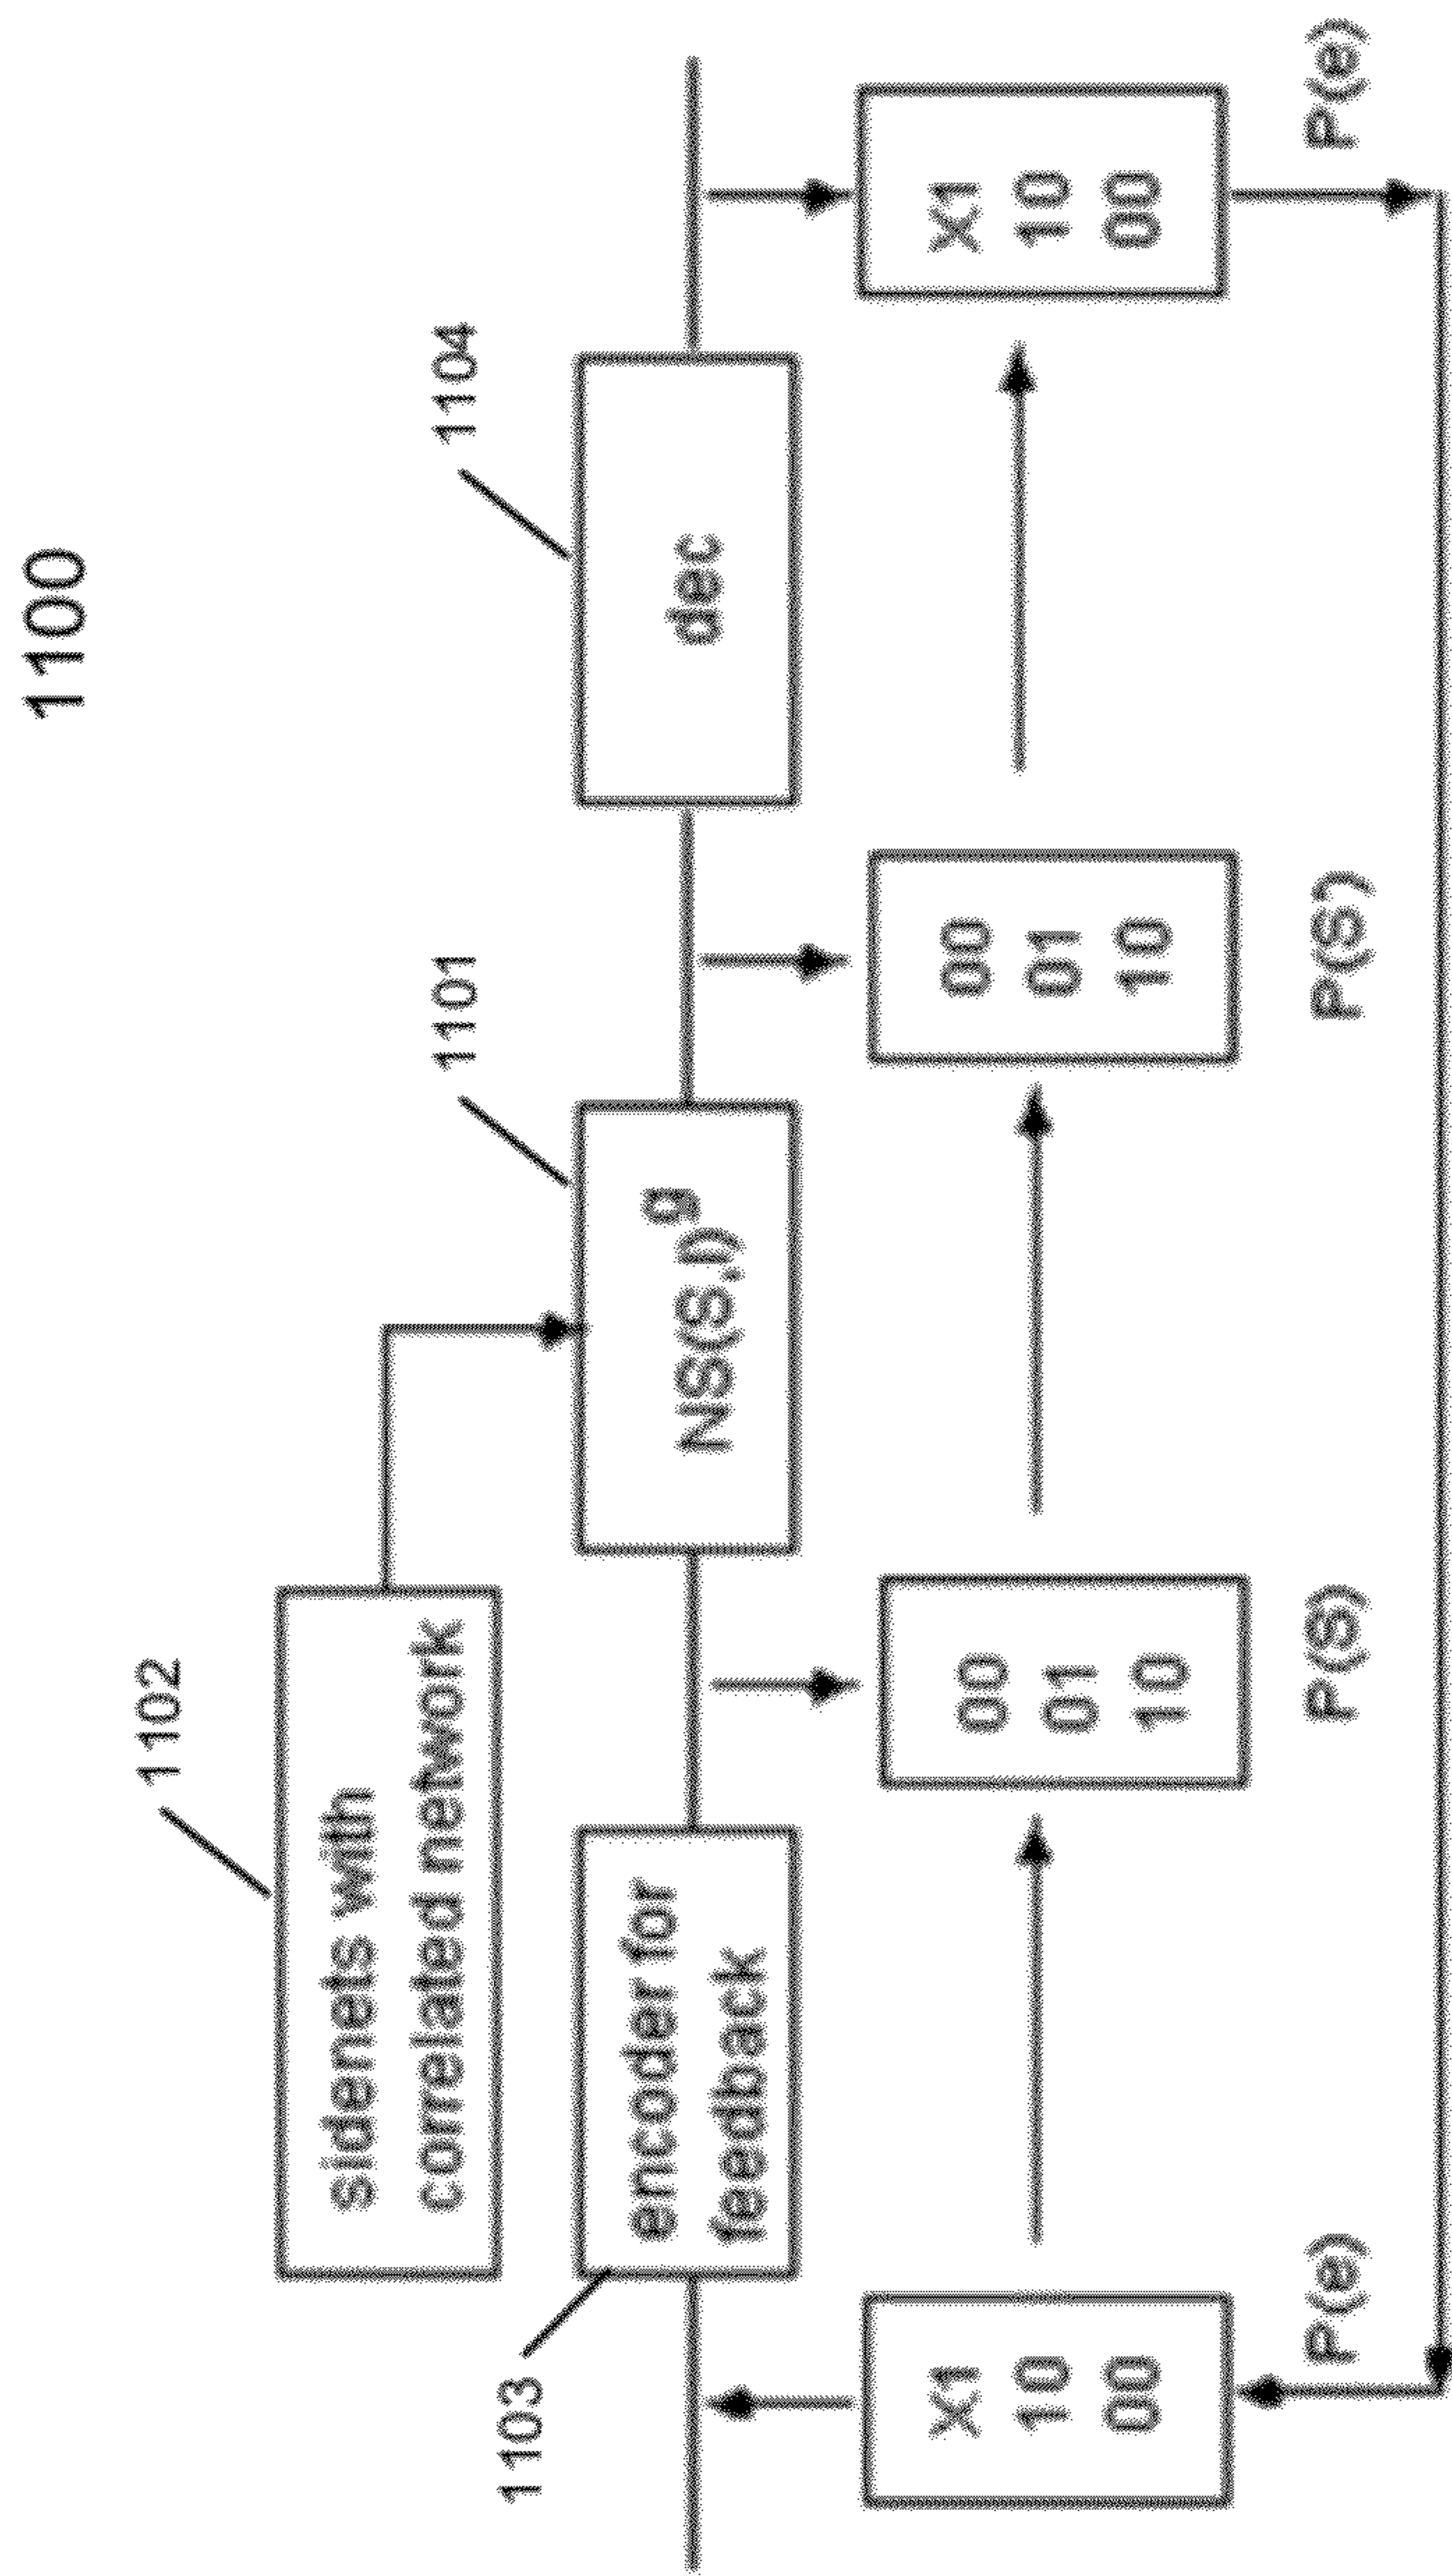 1100
1102
sidenets with
correlated network
1103
1101
1104
encoder for
feedback
NS(S,I)g
dec
X1
10
00
00
01
10
00
01
10
X1
10
00
P(e)
P(S)
P(S')
P(e)